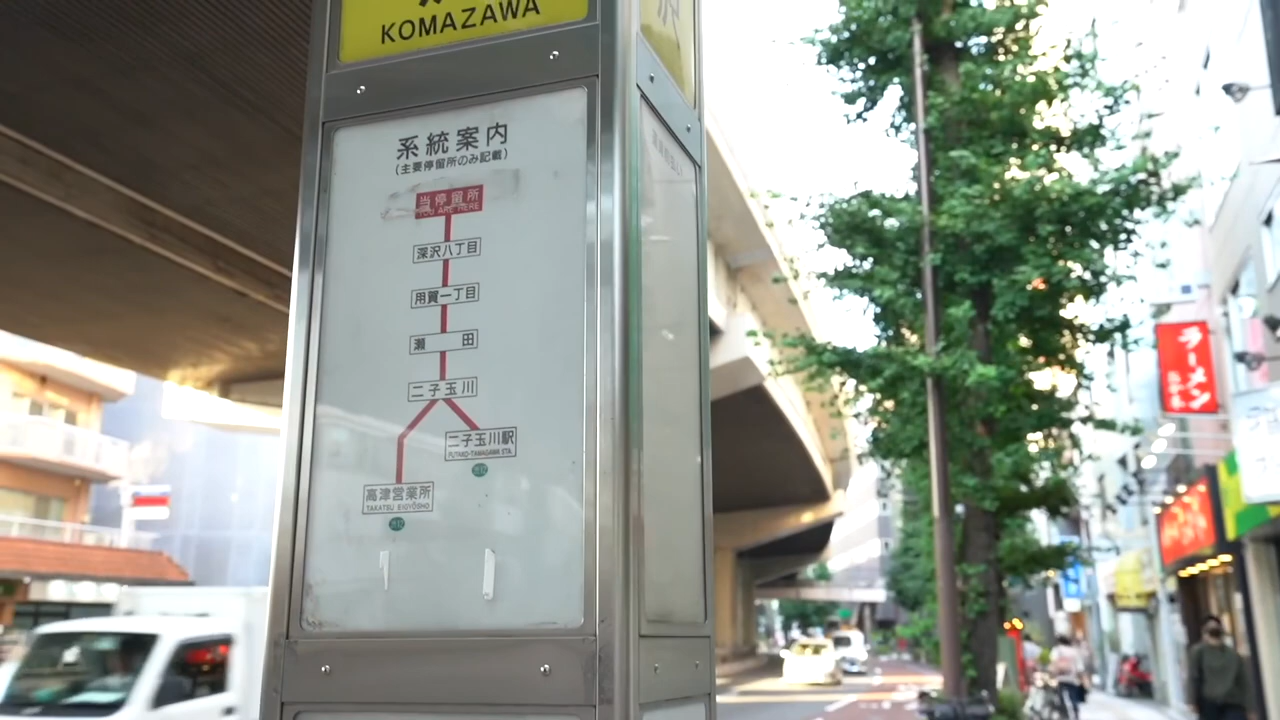 KOMAZAWA
沢
系統案内
(主要停留所のみ記載)
当停留所
YOU ARE HERE
深沢八丁目
用賀一丁目
瀬田
二子玉川
二子玉川駅
FUTAKO-TAMAGAWA STA.
高津営業所
TAKATSU EIGYŌSHO
ラーメン